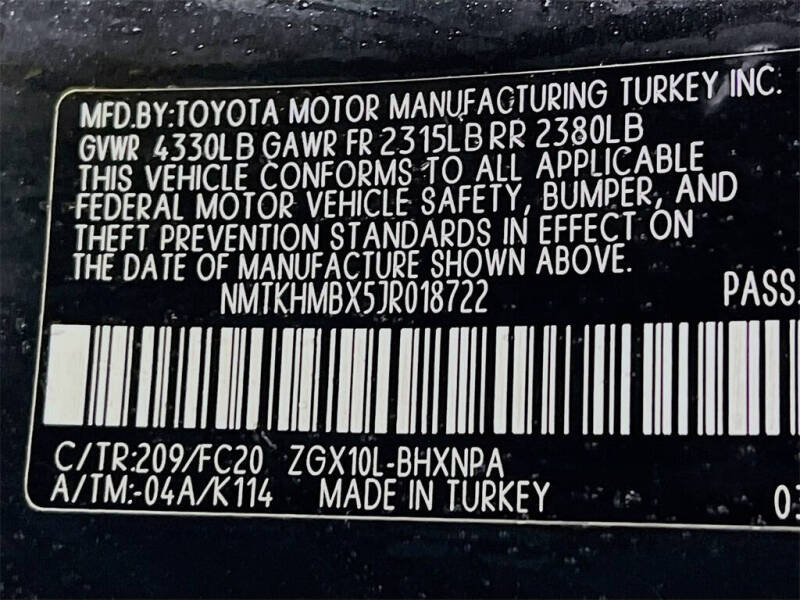 MFD.BY:TOYOTA MOTOR MANUFACTURING TURKEY INC.
GVWR 4330LB GAWR FR 2315LB RR 2380LB
THIS VEHICLE CONFORMS TO ALL APPLICABLE
FEDERAL MOTOR VEHICLE SAFETY, BUMPER, AND
THEFT PREVENTION STANDARDS IN EFFECT ON
THE DATE OF MANUFACTURE SHOWN ABOVE.
NMTKHMBX5JR018722 PASS.
C/TR:209/FC20 ZGX10L-BHXNPA
A/TM:-04A/K114 MADE IN TURKEY